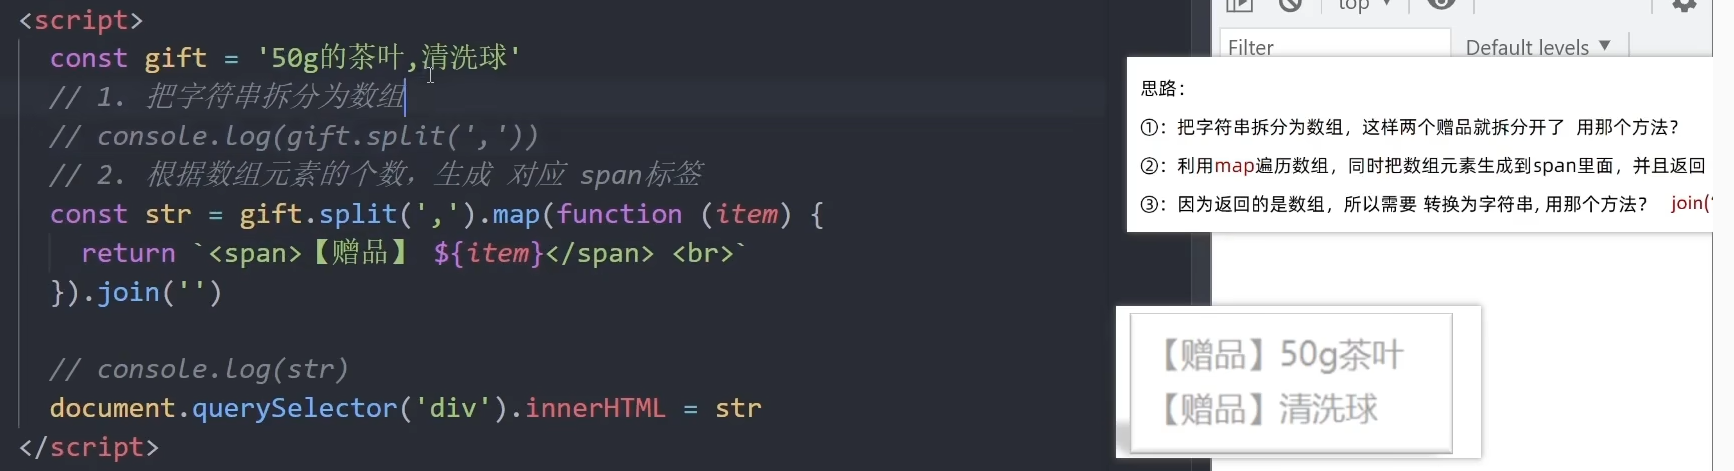 <script>
const gift = '50g的茶叶,清洗球'
// 1. 把字符串拆分为数组
// console.log(gift.split(','))
// 2. 根据数组元素的个数，生成 对应 span标签
const str = gift.split(',').map(function (item) {
return `<span>【赠品】 ${item}</span> <br>`
}).join('')
// console.log(str)
document.querySelector('div').innerHTML = str
</script>
top
Filter
Default levels
思路：
①：把字符串拆分为数组，这样两个赠品就拆分开了 用那个方法？
②：利用map遍历数组，同时把数组元素生成到span里面，并且返回
③：因为返回的是数组，所以需要 转换为字符串, 用那个方法？ join(
【赠品】50g茶叶
【赠品】清洗球